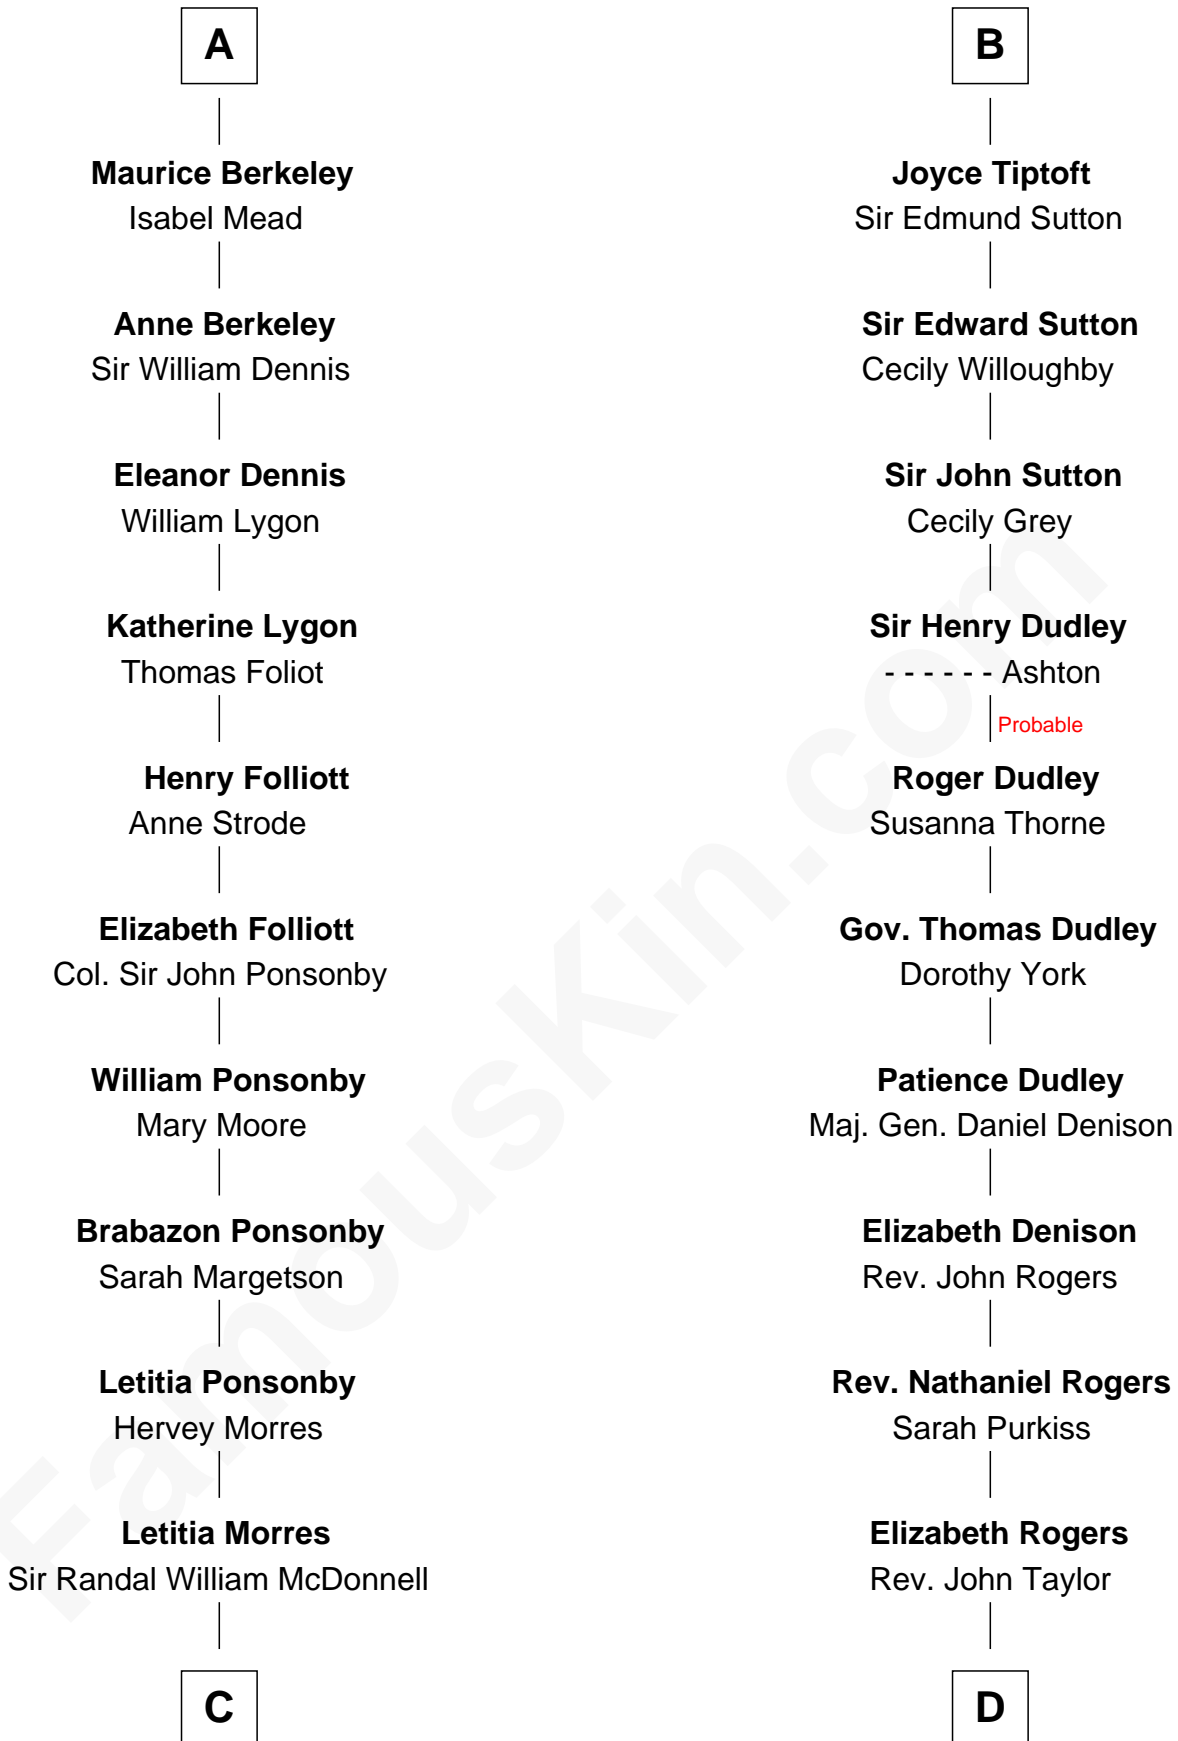 A
Maurice Berkeley
Isabel Mead
Anne Berkeley
Sir William Dennis
Eleanor Dennis
William Lygon
Katherine Lygon
Thomas Foliot
Henry Folliott
Anne Strode
Elizabeth Folliott
Col. Sir John Ponsonby
William Ponsonby
Mary Moore
Brabazon Ponsonby
Sarah Margetson
Letitia Ponsonby
Hervey Morres
Letitia Morres
Sir Randal William McDonnell
C
B
Joyce Tiptoft
Sir Edmund Sutton
Sir Edward Sutton
Cecily Willoughby
Sir John Sutton
Cecily Grey
Sir Henry Dudley
- - - - - - Ashton
Probable
Roger Dudley
Susanna Thorne
Gov. Thomas Dudley
Dorothy York
Patience Dudley
Maj. Gen. Daniel Denison
Elizabeth Denison
Rev. John Rogers
Rev. Nathaniel Rogers
Sarah Purkiss
Elizabeth Rogers
Rev. John Taylor
D
FamousKin.com